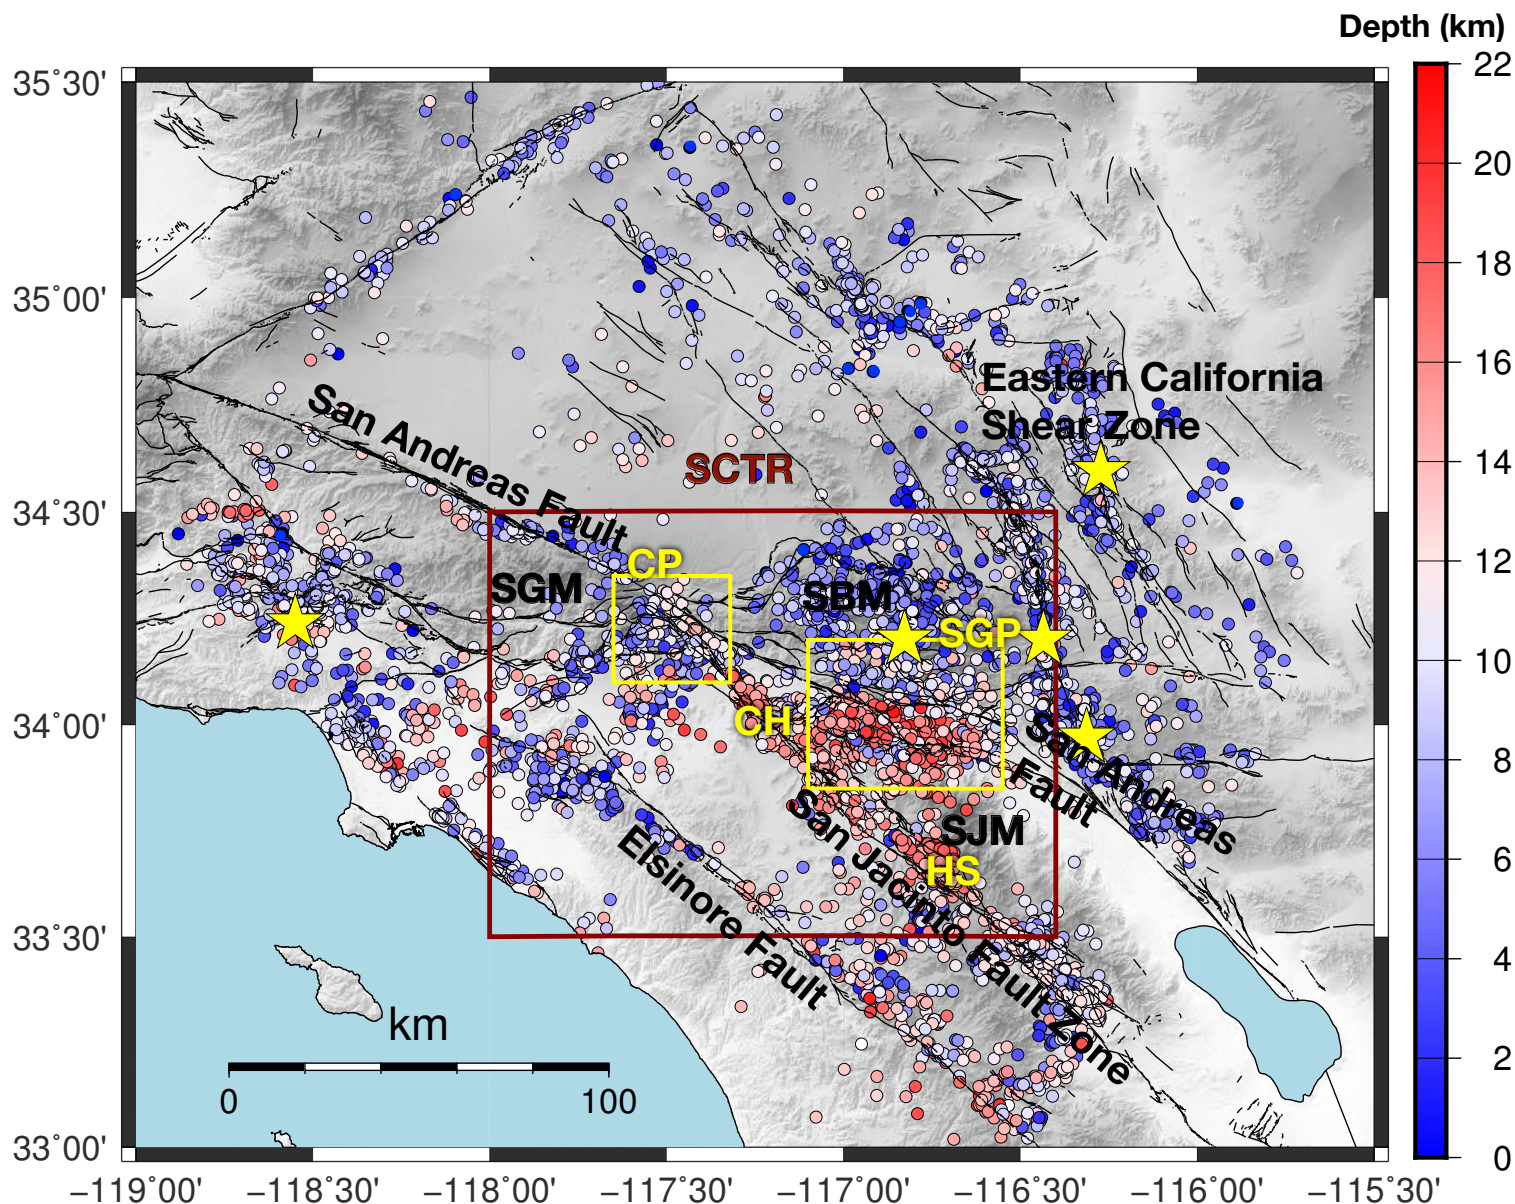 Depth (km)
35°30'
35°00'
34°30'
34°00'
33°30'
33°00'
22
20
18
16
14
12
10
8
6
4
2
0
Eastern California
Shear Zone
San Andreas Fault
SCTR
CP
SGM
SBM
SGP
CH
San Andreas
Fault
SJM
HS
San Jacinto Fault Zone
Elsinore Fault
km
0 100
−119°00' −118°30' −118°00' −117°30' −117°00' −116°30' −116°00' −115°30'